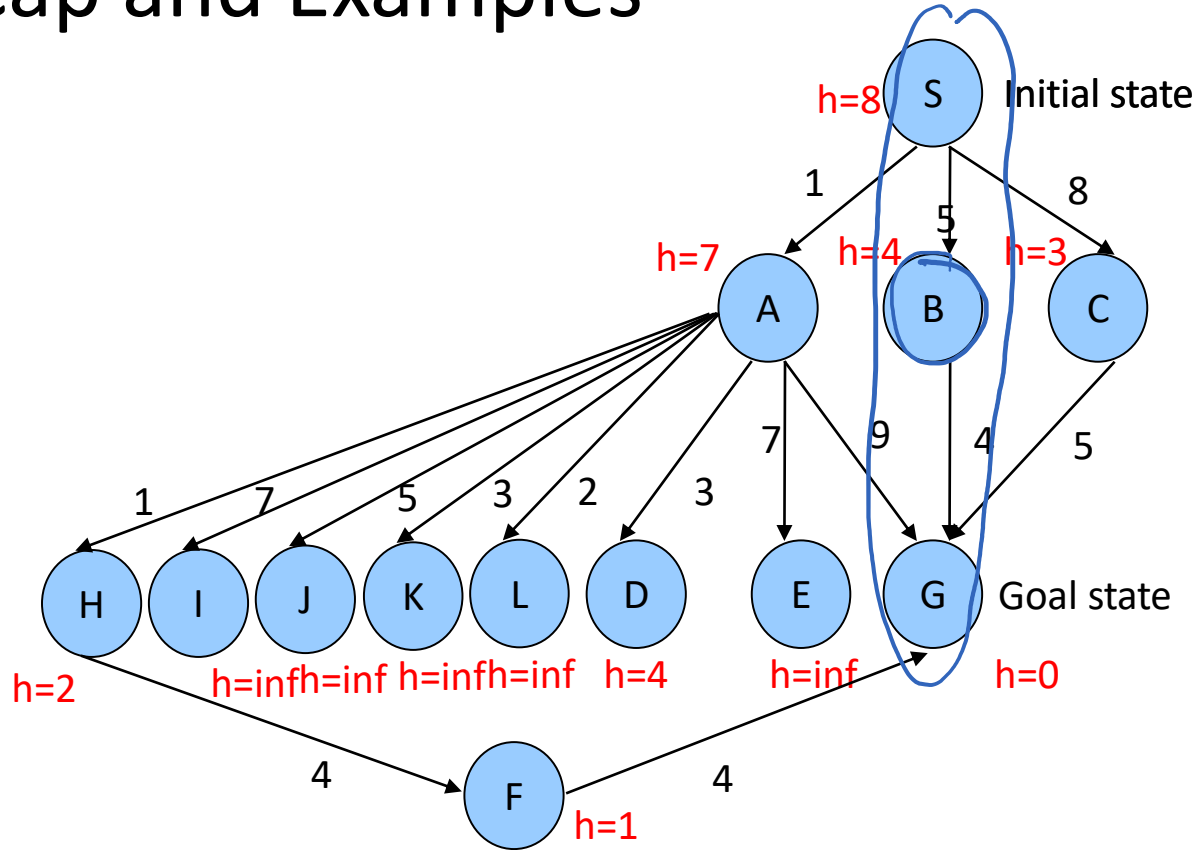 and Examples
S
h=8
Initial state
1
5
8
h=7
h=4
h=3
A
B
C
1
7
5
3
2
3
7
9
4
5
H
I
J
K
L
D
E
G
Goal state
h=2
h=inf
h=inf
h=inf
h=inf
h=4
h=inf
h=0
4
F
4
h=1